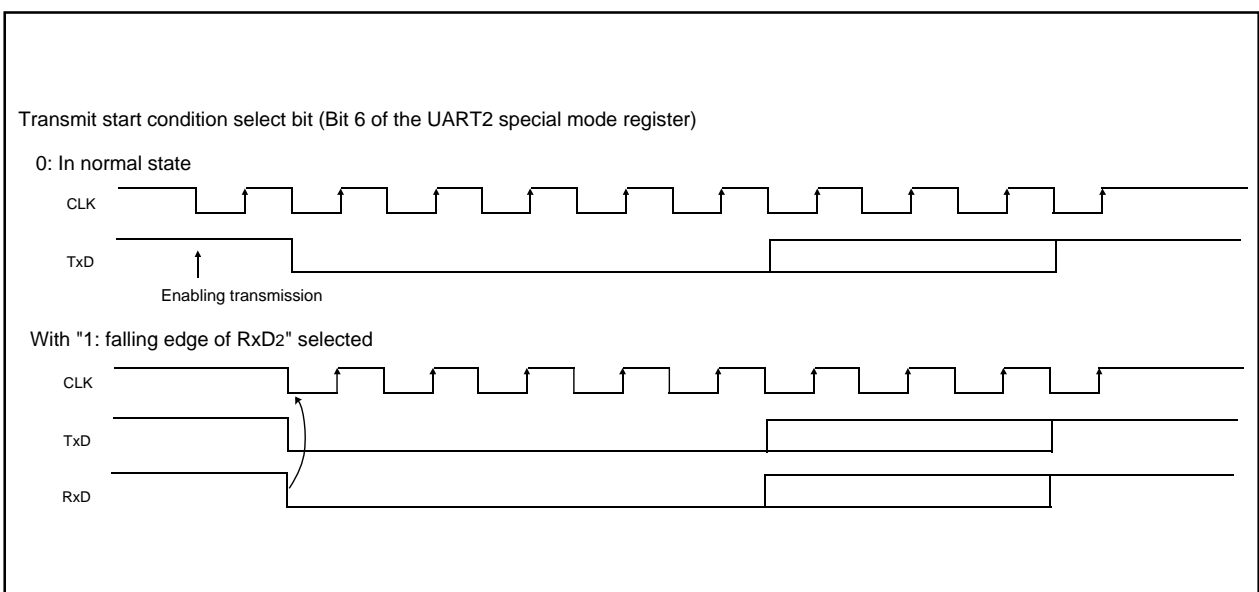 Transmit start condition select bit (Bit 6 of the UART2 special mode register)
0: In normal state
CLK
TxD
Enabling transmission
With "1: falling edge of RxD2" selected
CLK
TxD
RxD